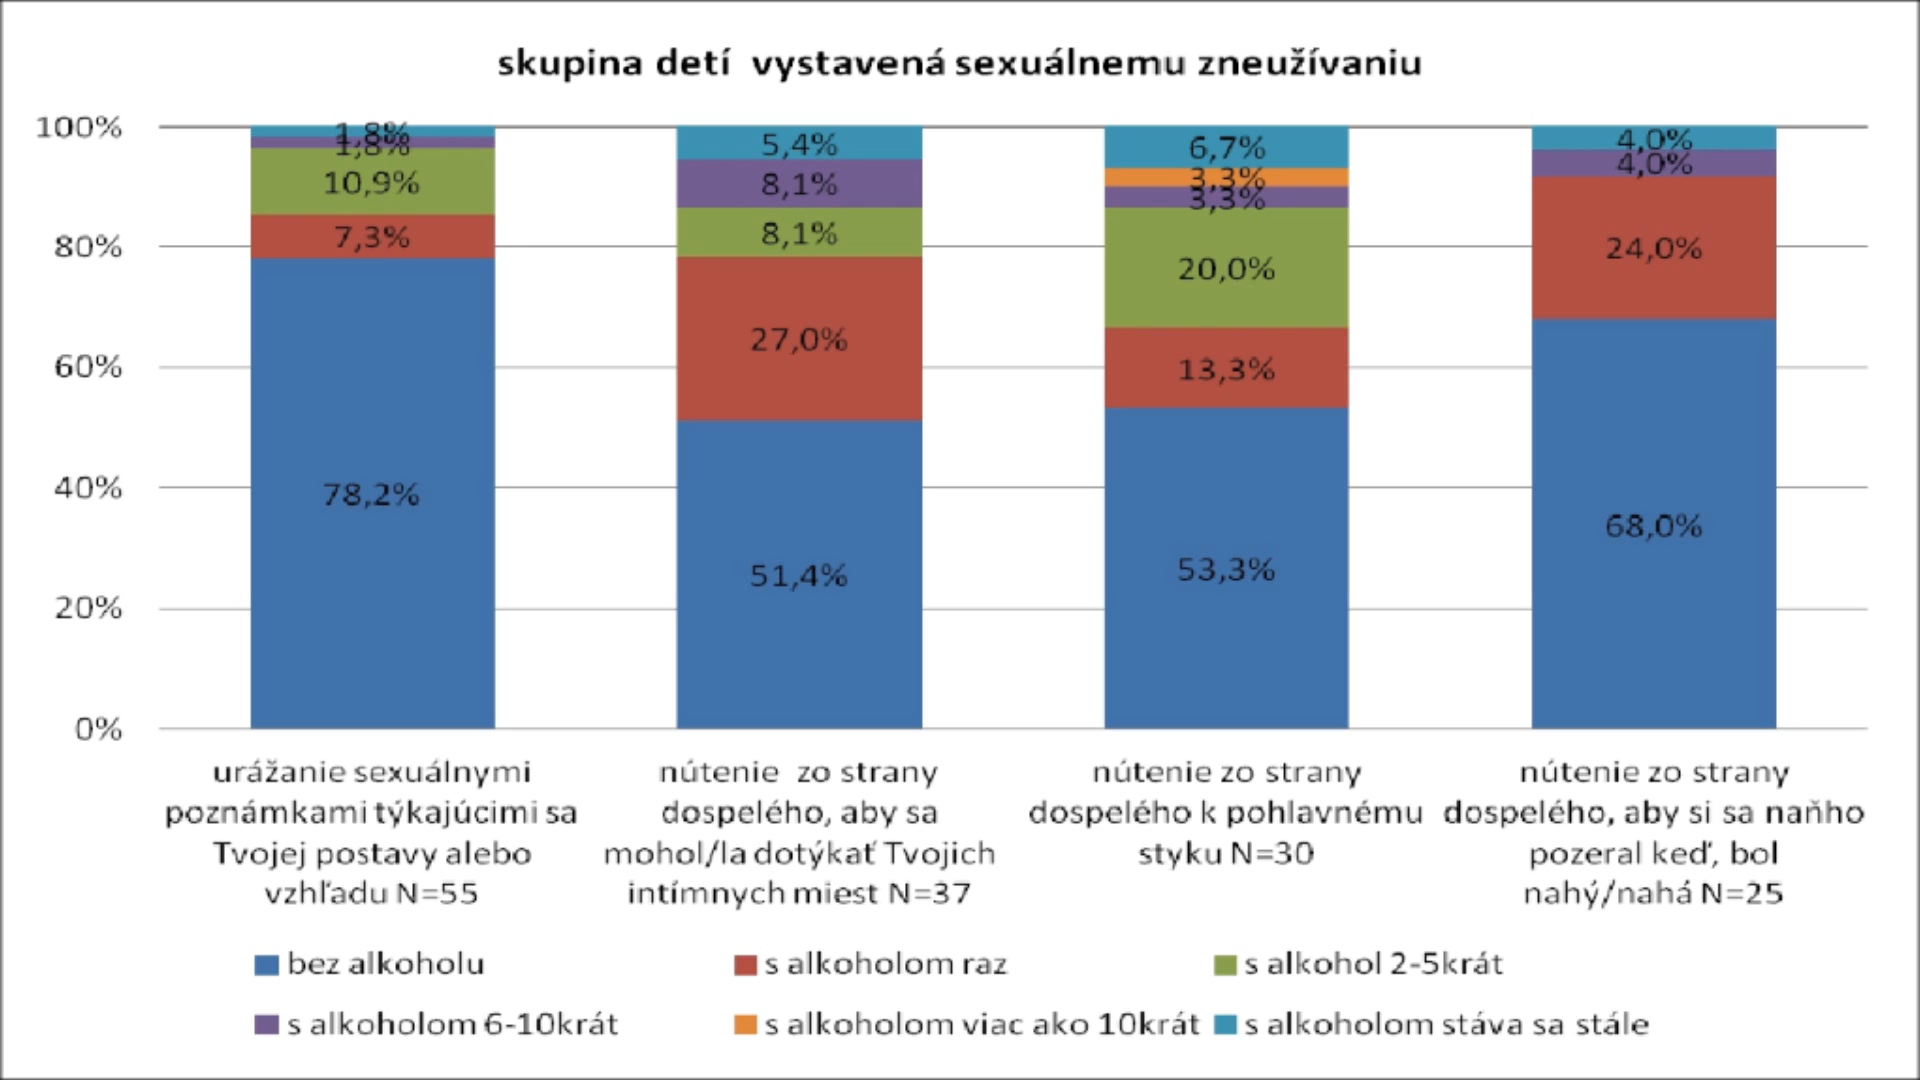 skupina detí vystavená sexuálnemu zneužívaniu
100%
80%
60%
40%
20%
0%
1,8%
1,8%
10,9%
7,3%
78,2%
5,4%
8,1%
8,1%
27,0%
51,4%
6,7%
3,3%
3,3%
20,0%
13,3%
53,3%
4,0%
4,0%
24,0%
68,0%
urážanie sexuálnymi
poznámkami týkajúcimi sa
Tvojej postavy alebo
vzhľadu N=55
nútenie zo strany
dospelého, aby sa
mohol/la dotýkať Tvojich
intímnych miest N=37
nútenie zo strany
dospelého k pohlavnému
styku N=30
nútenie zo strany
dospelého, aby si sa naňho
pozeral keď, bol
nahý/nahá N=25
bez alkoholu
s alkoholom raz
s alkohol 2-5krát
s alkoholom 6-10krát
s alkoholom viac ako 10krát
s alkoholom stáva sa stále